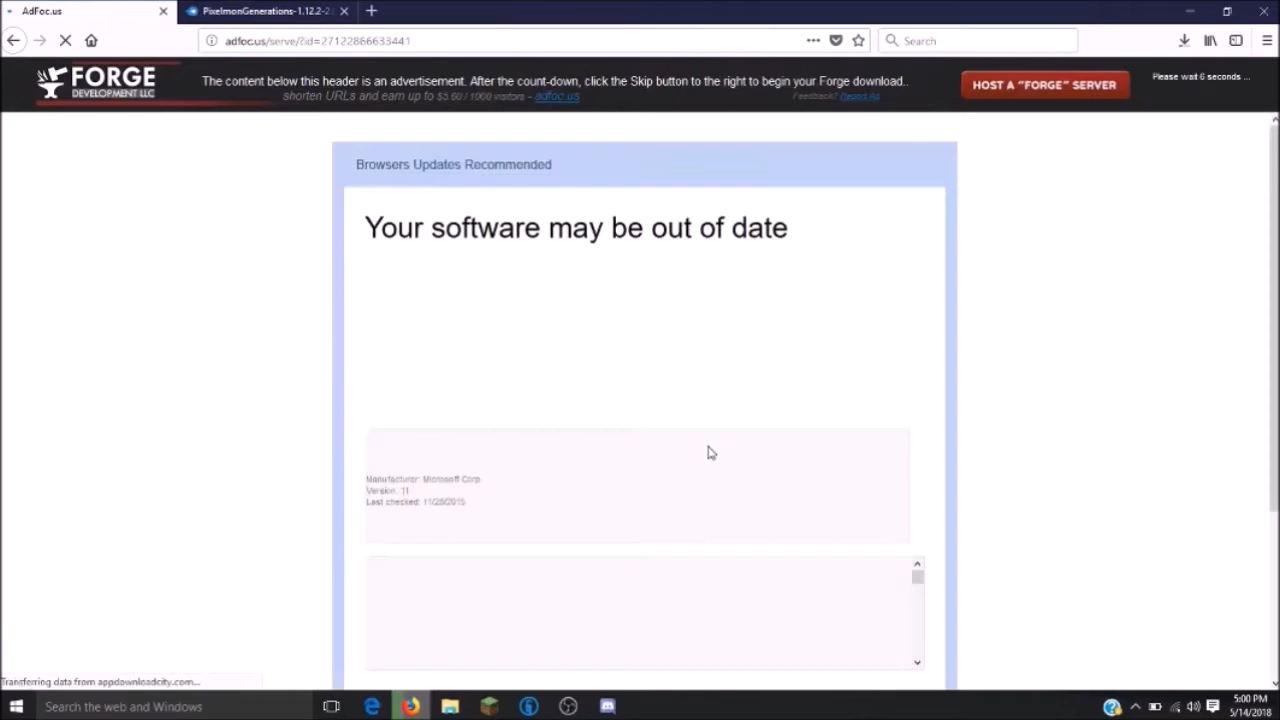 AdFoc.us
PixelmonGenerations-1.12.2-2
adfoc.us/serve/?id=27122866633441
Search
FORGE
DEVELOPMENT LLC
The content below this header is an advertisement. After the count-down, click the Skip button to the right to begin your Forge download..
shorten URLs and earn up to $5.60 / 1000 visitors - adfoc.us
Feedback? Report Ad
HOST A "FORGE" SERVER
Please wait 6 seconds ...
Browsers Updates Recommended
Your software may be out of date
Manufacturer: Microsoft Corp.
Version: 11
Last checked: 11/28/2015
Transferring data from appdownloadcity.com...
Search the web and Windows
5:00 PM
5/14/2018